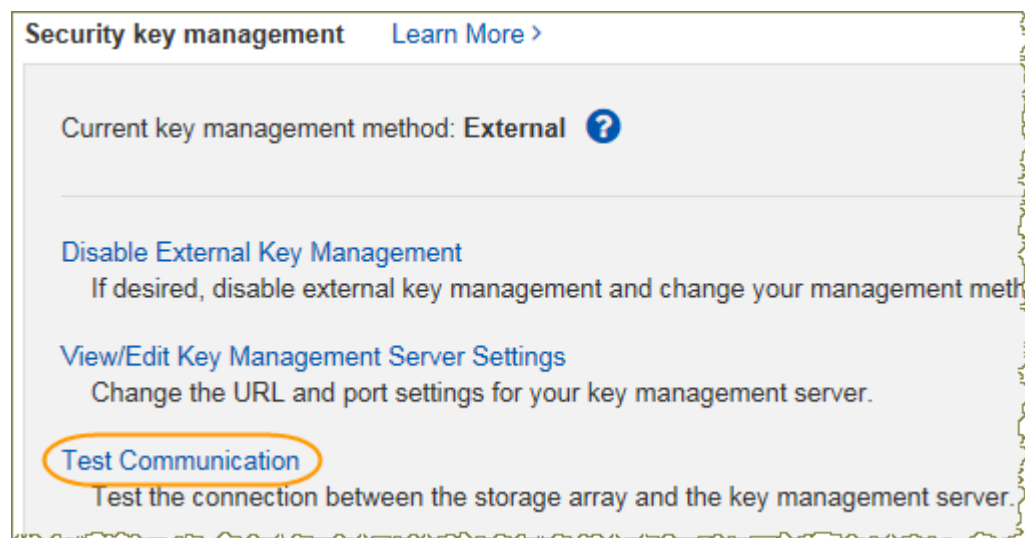 Security key management Learn More >
Current key management method: External ?
Disable External Key Management
If desired, disable external key management and change your management
View/Edit Key Management Server Settings
Change the URL and port settings for your key management server.
Test Communication
Test the connection between the storage array and the key management server.